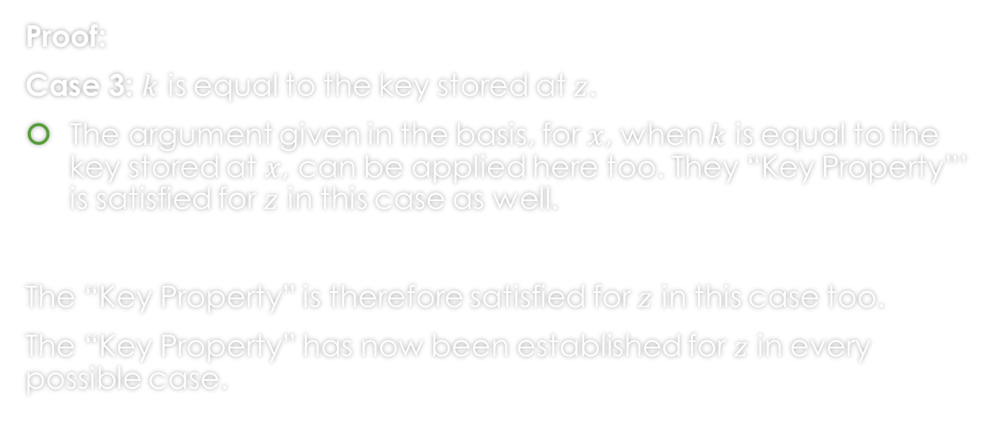 Proof:
Case 3: k is equal to the key stored at z.
The argument given in the basis, for x, when k is equal to the
key stored at x, can be applied here too. They “Key Property”’
is satisfied for z in this case as well.
The “Key Property” is therefore satisfied for z in this case too.
The “Key Property” has now been established for z in every
possible case.